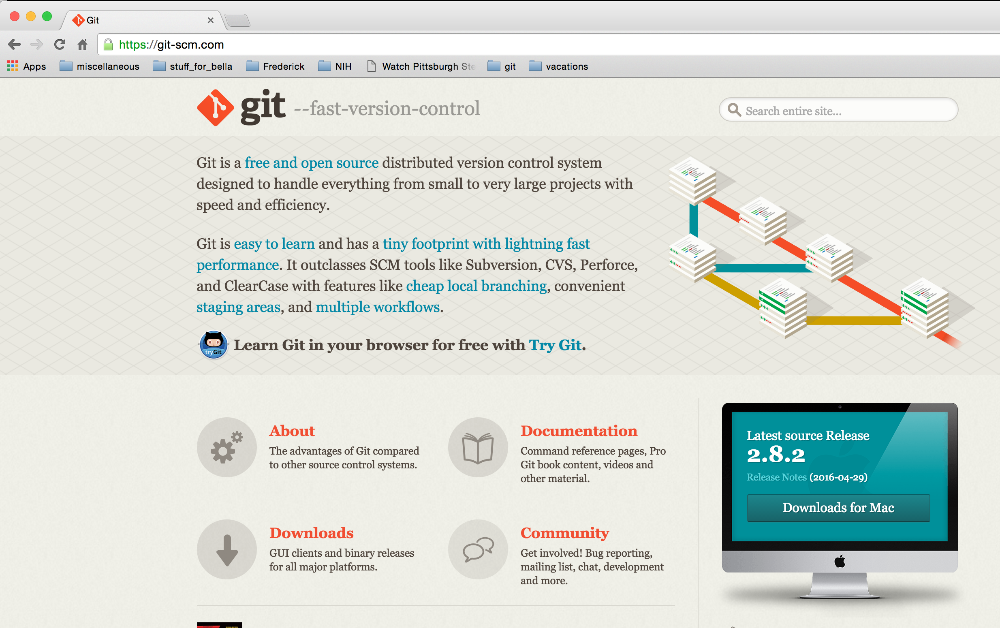 Git
https://git-scm.com
Apps miscellaneous stuff_for_bella Frederick NIH Watch Pittsburgh Ste git vacations
git --fast-version-control
Search entire site...
Git is a free and open source distributed version control system
designed to handle everything from small to very large projects with
speed and efficiency.
Git is easy to learn and has a tiny footprint with lightning fast
performance. It outclasses SCM tools like Subversion, CVS, Perforce,
and ClearCase with features like cheap local branching, convenient
staging areas, and multiple workflows.
tryGit
Learn Git in your browser for free with Try Git.
About
The advantages of Git compared
to other source control systems.
Documentation
Command reference pages, Pro
Git book content, videos and
other material.
Downloads
GUI clients and binary releases
for all major platforms.
Community
Get involved! Bug reporting,
mailing list, chat, development
and more.
Latest source Release
2.8.2
Release Notes (2016-04-29)
Downloads for Mac